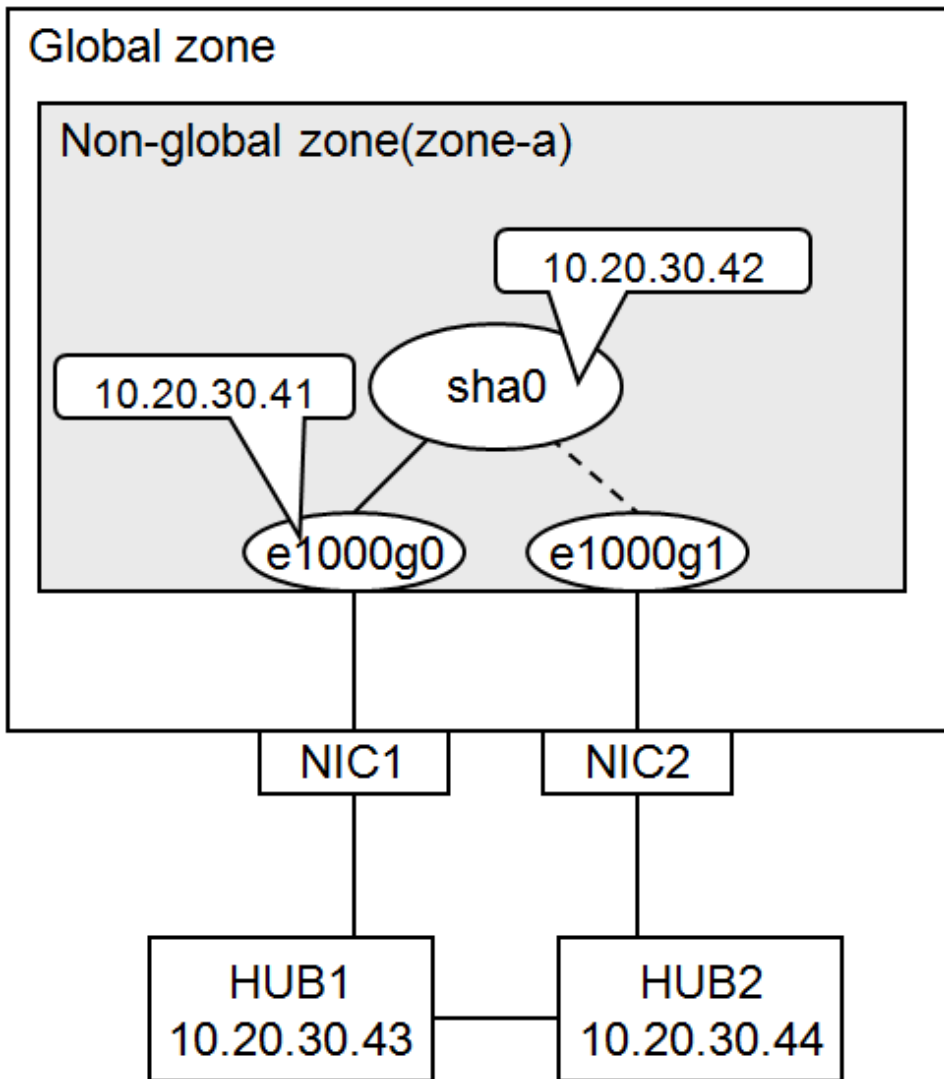 Global zone
Non-global zone(zone-a)
10.20.30.42
sha0
10.20.30.41
e1000g0
e1000g1
NIC1
NIC2
HUB1
10.20.30.43
HUB2
10.20.30.44